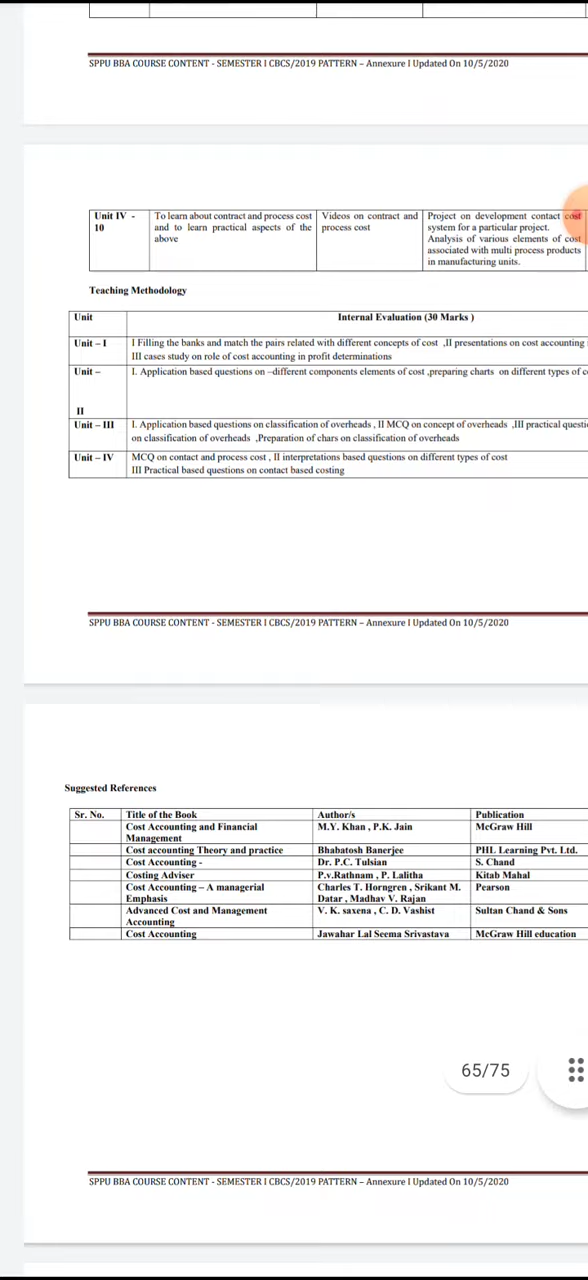 SPPU BBA COURSE CONTENT - SEMESTER I CBCS/2019 PATTERN – Annexure I Updated On 10/5/2020
Unit IV - 10
To learn about contract and process cost
and to learn practical aspects of the
above
Videos on contract and
process cost
Project on development contact cost
system for a particular project.
Analysis of various elements of cost
associated with multi process products
in manufacturing units.
Teaching Methodology
Unit
Internal Evaluation (30 Marks )
Unit – I
I Filling the banks and match the pairs related with different concepts of cost ,II presentations on cost accounting
III cases study on role of cost accounting in profit determinations
Unit –
II
I. Application based questions on –different components elements of cost ,preparing charts on different types of
Unit – III
I. Application based questions on classification of overheads , II MCQ on concept of overheads ,III practical
on classification of overheads ,Preparation of chars on classification of overheads
Unit – IV
MCQ on contact and process cost , II interpretations based questions on different types of cost
III Practical based questions on contact based costing
SPPU BBA COURSE CONTENT - SEMESTER I CBCS/2019 PATTERN – Annexure I Updated On 10/5/2020
Suggested References
Sr. No. Title of the Book Author/s Publication
Cost Accounting and Financial Management M.Y. Khan , P.K. Jain McGraw Hill
Cost accounting Theory and practice Bhabatosh Banerjee PHL Learning Pvt. Ltd.
Cost Accounting - Dr. P.C. Tulsian S. Chand
Costing Adviser P.v.Rathnam , P. Lalitha Kitab Mahal
Cost Accounting – A managerial Emphasis Charles T. Horngren , Srikant M. Datar , Madhav V. Rajan Pearson
Advanced Cost and Management Accounting V. K. saxena , C. D. Vashist Sultan Chand & Sons
Cost Accounting Jawahar Lal Seema Srivastava McGraw Hill education
65/75
SPPU BBA COURSE CONTENT - SEMESTER I CBCS/2019 PATTERN – Annexure I Updated On 10/5/2020